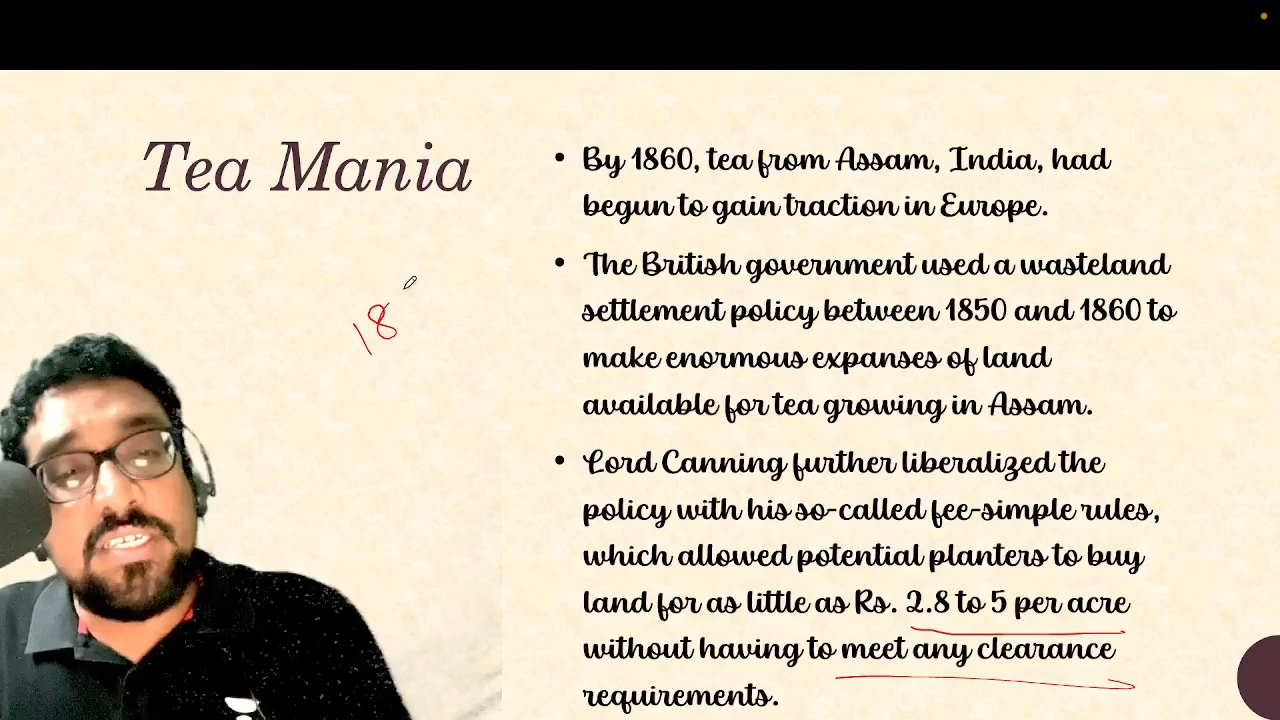 Tea Mania
• By 1860, tea from Assam, India, had
begun to gain traction in Europe.
• The British government used a wasteland
settlement policy between 1850 and 1860 to
make enormous expanses of land
available for tea growing in Assam.
• Lord Canning further liberalized the
policy with his so-called fee-simple rules,
which allowed potential planters to buy
land for as little as Rs. 2.8 to 5 per acre
without having to meet any clearance
requirements.
18